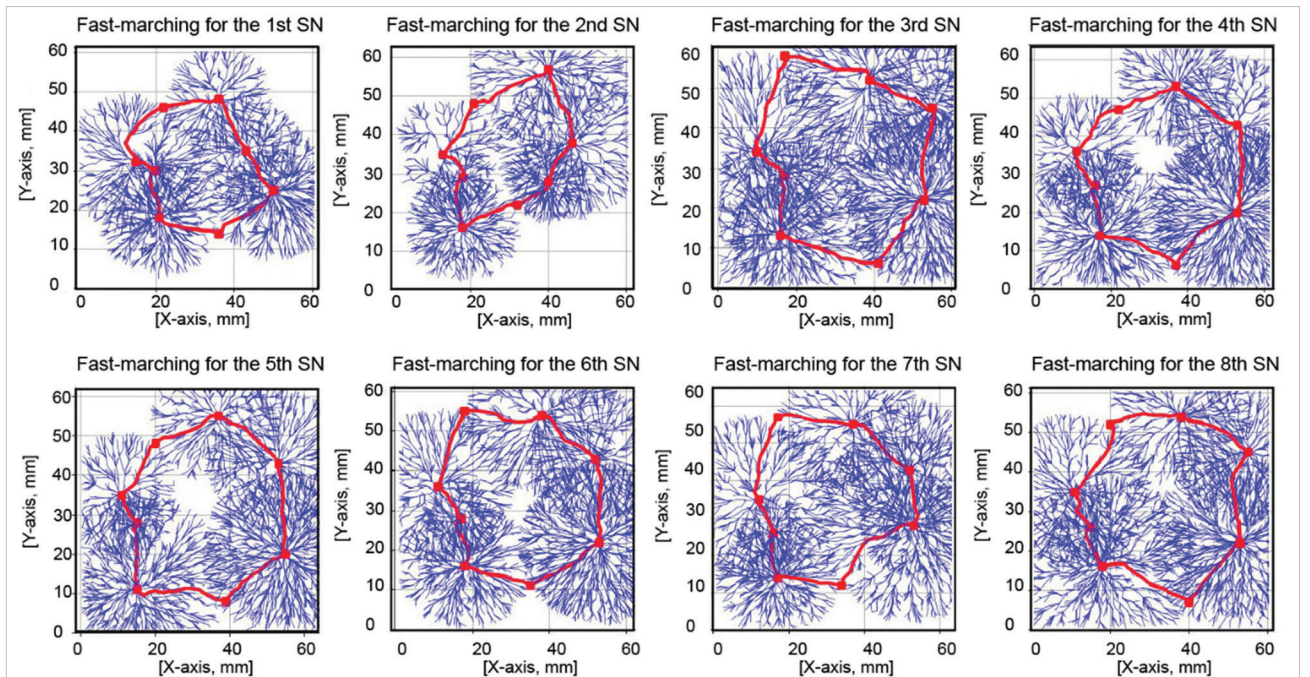 Fast-marching for the 1st SN
Fast-marching for the 2nd SN
Fast-marching for the 3rd SN
Fast-marching for the 4th SN
60
50
40
30
20
10
0
[Y-axis, mm]
0 20 40 60
[X-axis, mm]
60
50
40
30
20
10
0
[Y-axis, mm]
0 20 40 60
[X-axis, mm]
60
50
40
30
20
10
0
[Y-axis, mm]
0 20 40 60
[X-axis, mm]
60
50
40
30
20
10
0
[Y-axis, mm]
0 20 40 60
[X-axis, mm]
Fast-marching for the 5th SN
Fast-marching for the 6th SN
Fast-marching for the 7th SN
Fast-marching for the 8th SN
60
50
40
30
20
10
0
[Y-axis, mm]
0 20 40 60
[X-axis, mm]
60
50
40
30
20
10
0
[Y-axis, mm]
0 20 40 60
[X-axis, mm]
60
50
40
30
20
10
0
[Y-axis, mm]
0 20 40 60
[X-axis, mm]
60
50
40
30
20
10
0
[Y-axis, mm]
0 20 40 60
[X-axis, mm]